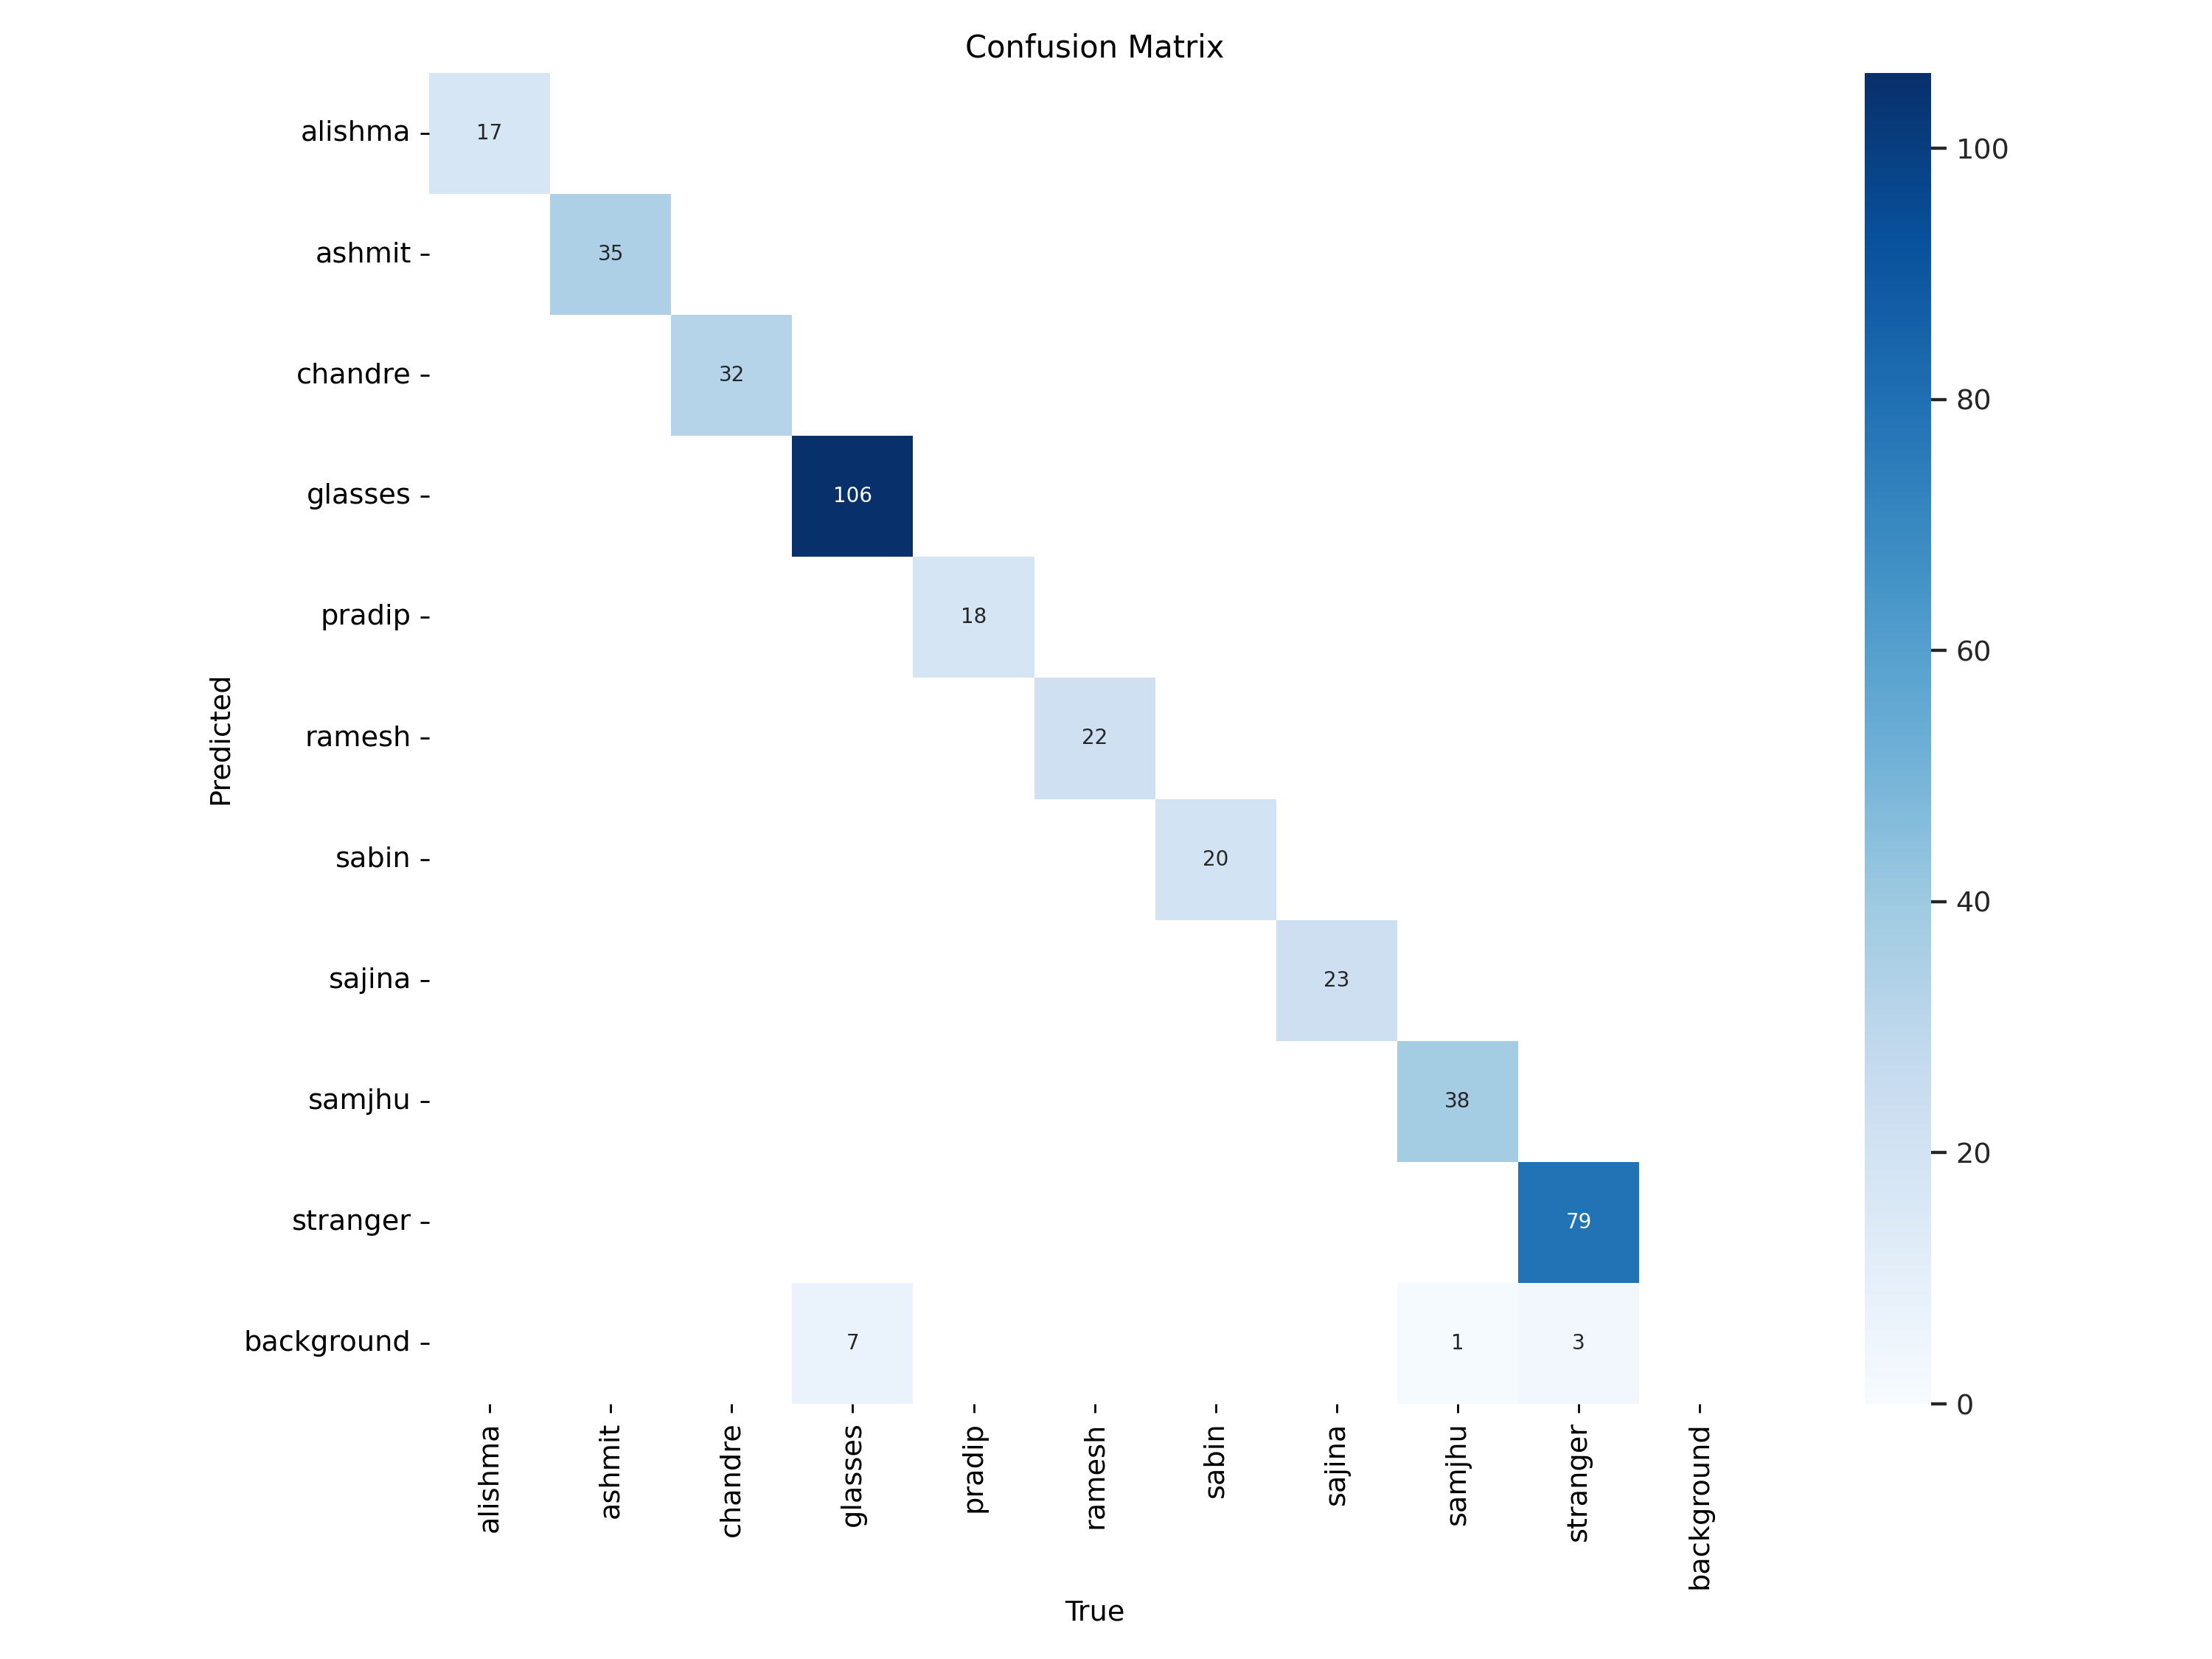 Confusion Matrix
alishma
17
ashmit
35
chandre
32
glasses
106
pradip
18
ramesh
22
sabin
20
sajina
23
samjhu
38
stranger
79
background
7
1
3
Predicted
alishma
ashmit
chandre
glasses
pradip
ramesh
sabin
sajina
samjhu
stranger
background
True
100
80
60
40
20
0